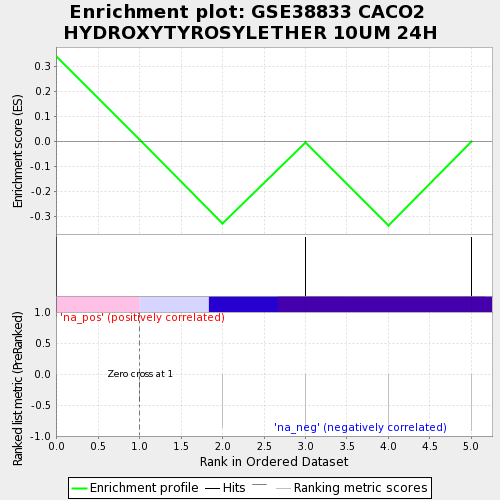 Enrichment plot: GSE38833 CACO2
HYDROXYTYROSYLETHER 10UM 24H
Enrichment score (ES)
0.3
0.2
0.1
0.0
-0.1
-0.2
-0.3
Ranked list metric (PreRanked)
1.0
0.5
0.0
-0.5
-1.0
'na_pos' (positively correlated)
Zero cross at 1
'na_neg' (negatively correlated)
0.0 0.5 1.0 1.5 2.0 2.5 3.0 3.5 4.0 4.5 5.0
Rank in Ordered Dataset
Enrichment profile Hits Ranking metric scores